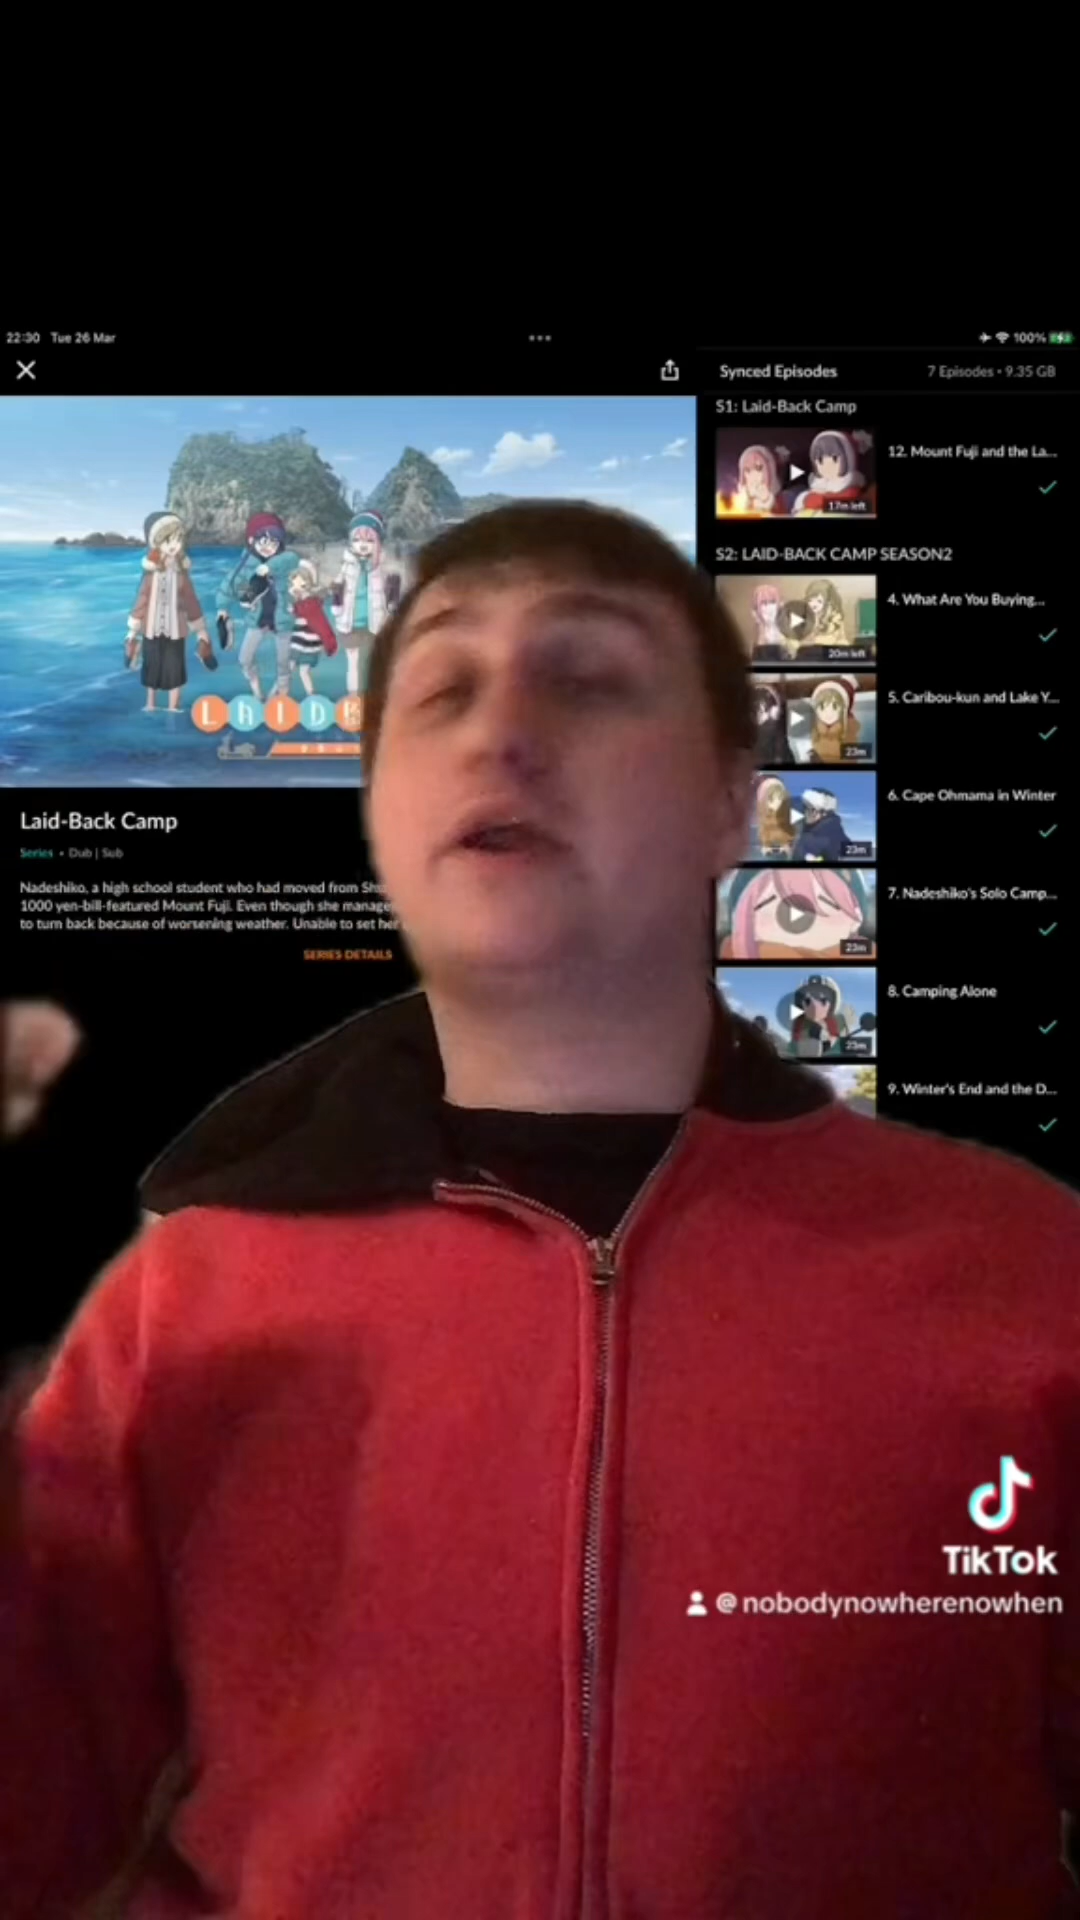 22:30 Tue 26 Mar
100%
Synced Episodes
7 Episodes • 9.35 GB
S1: Laid-Back Camp
12. Mount Fuji and the La...
17m left
S2: LAID-BACK CAMP SEASON2
4. What Are You Buying...
20m left
5. Caribou-kun and Lake Y...
23m
6. Cape Ohmama in Winter
23m
7. Nadeshiko's Solo Camp...
23m
8. Camping Alone
23m
9. Winter's End and the D...
LAID
Laid-Back Camp
Series • Dub | Sub
Nadeshiko, a high school student who had moved from
1000 yen-bill-featured Mount Fuji. Even though she
to turn back because of worsening weather. Unable to set her
SERIES DETAILS
TikTok
@nobodynowherenowhen